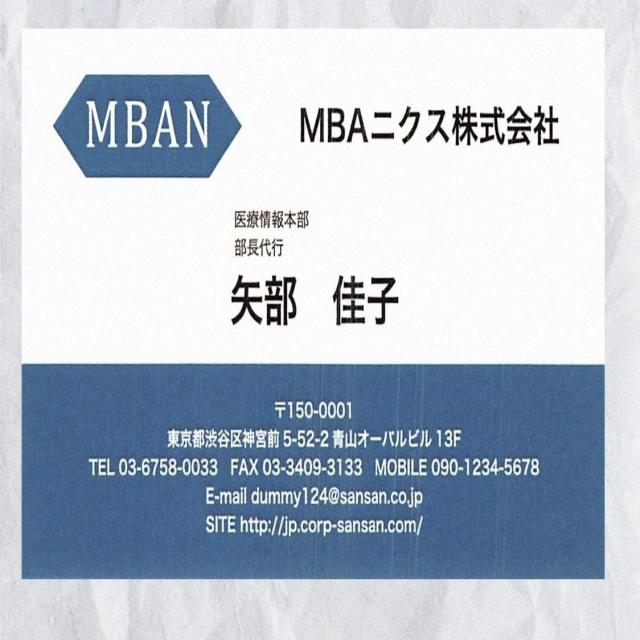 MBAN
MBAニクス株式会社
医療情報本部
部長代行
矢部　佳子
〒150-0001
東京都渋谷区神宮前 5-52-2 青山オーバルビル 13F
TEL 03-6758-0033 FAX 03-3409-3133 MOBILE 090-1234-5678
E-mail dummy124@sansan.co.jp
SITE http://jp.corp-sansan.com/